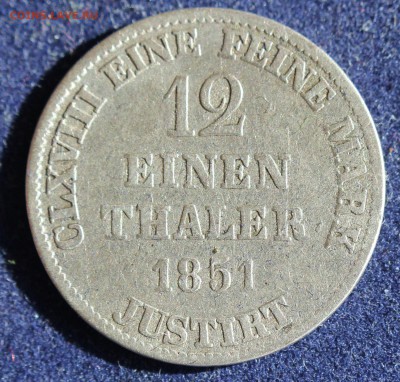 CLXVIII EINE FEINE MARK
12
EINEN
THALER
1851
JUSTIRT